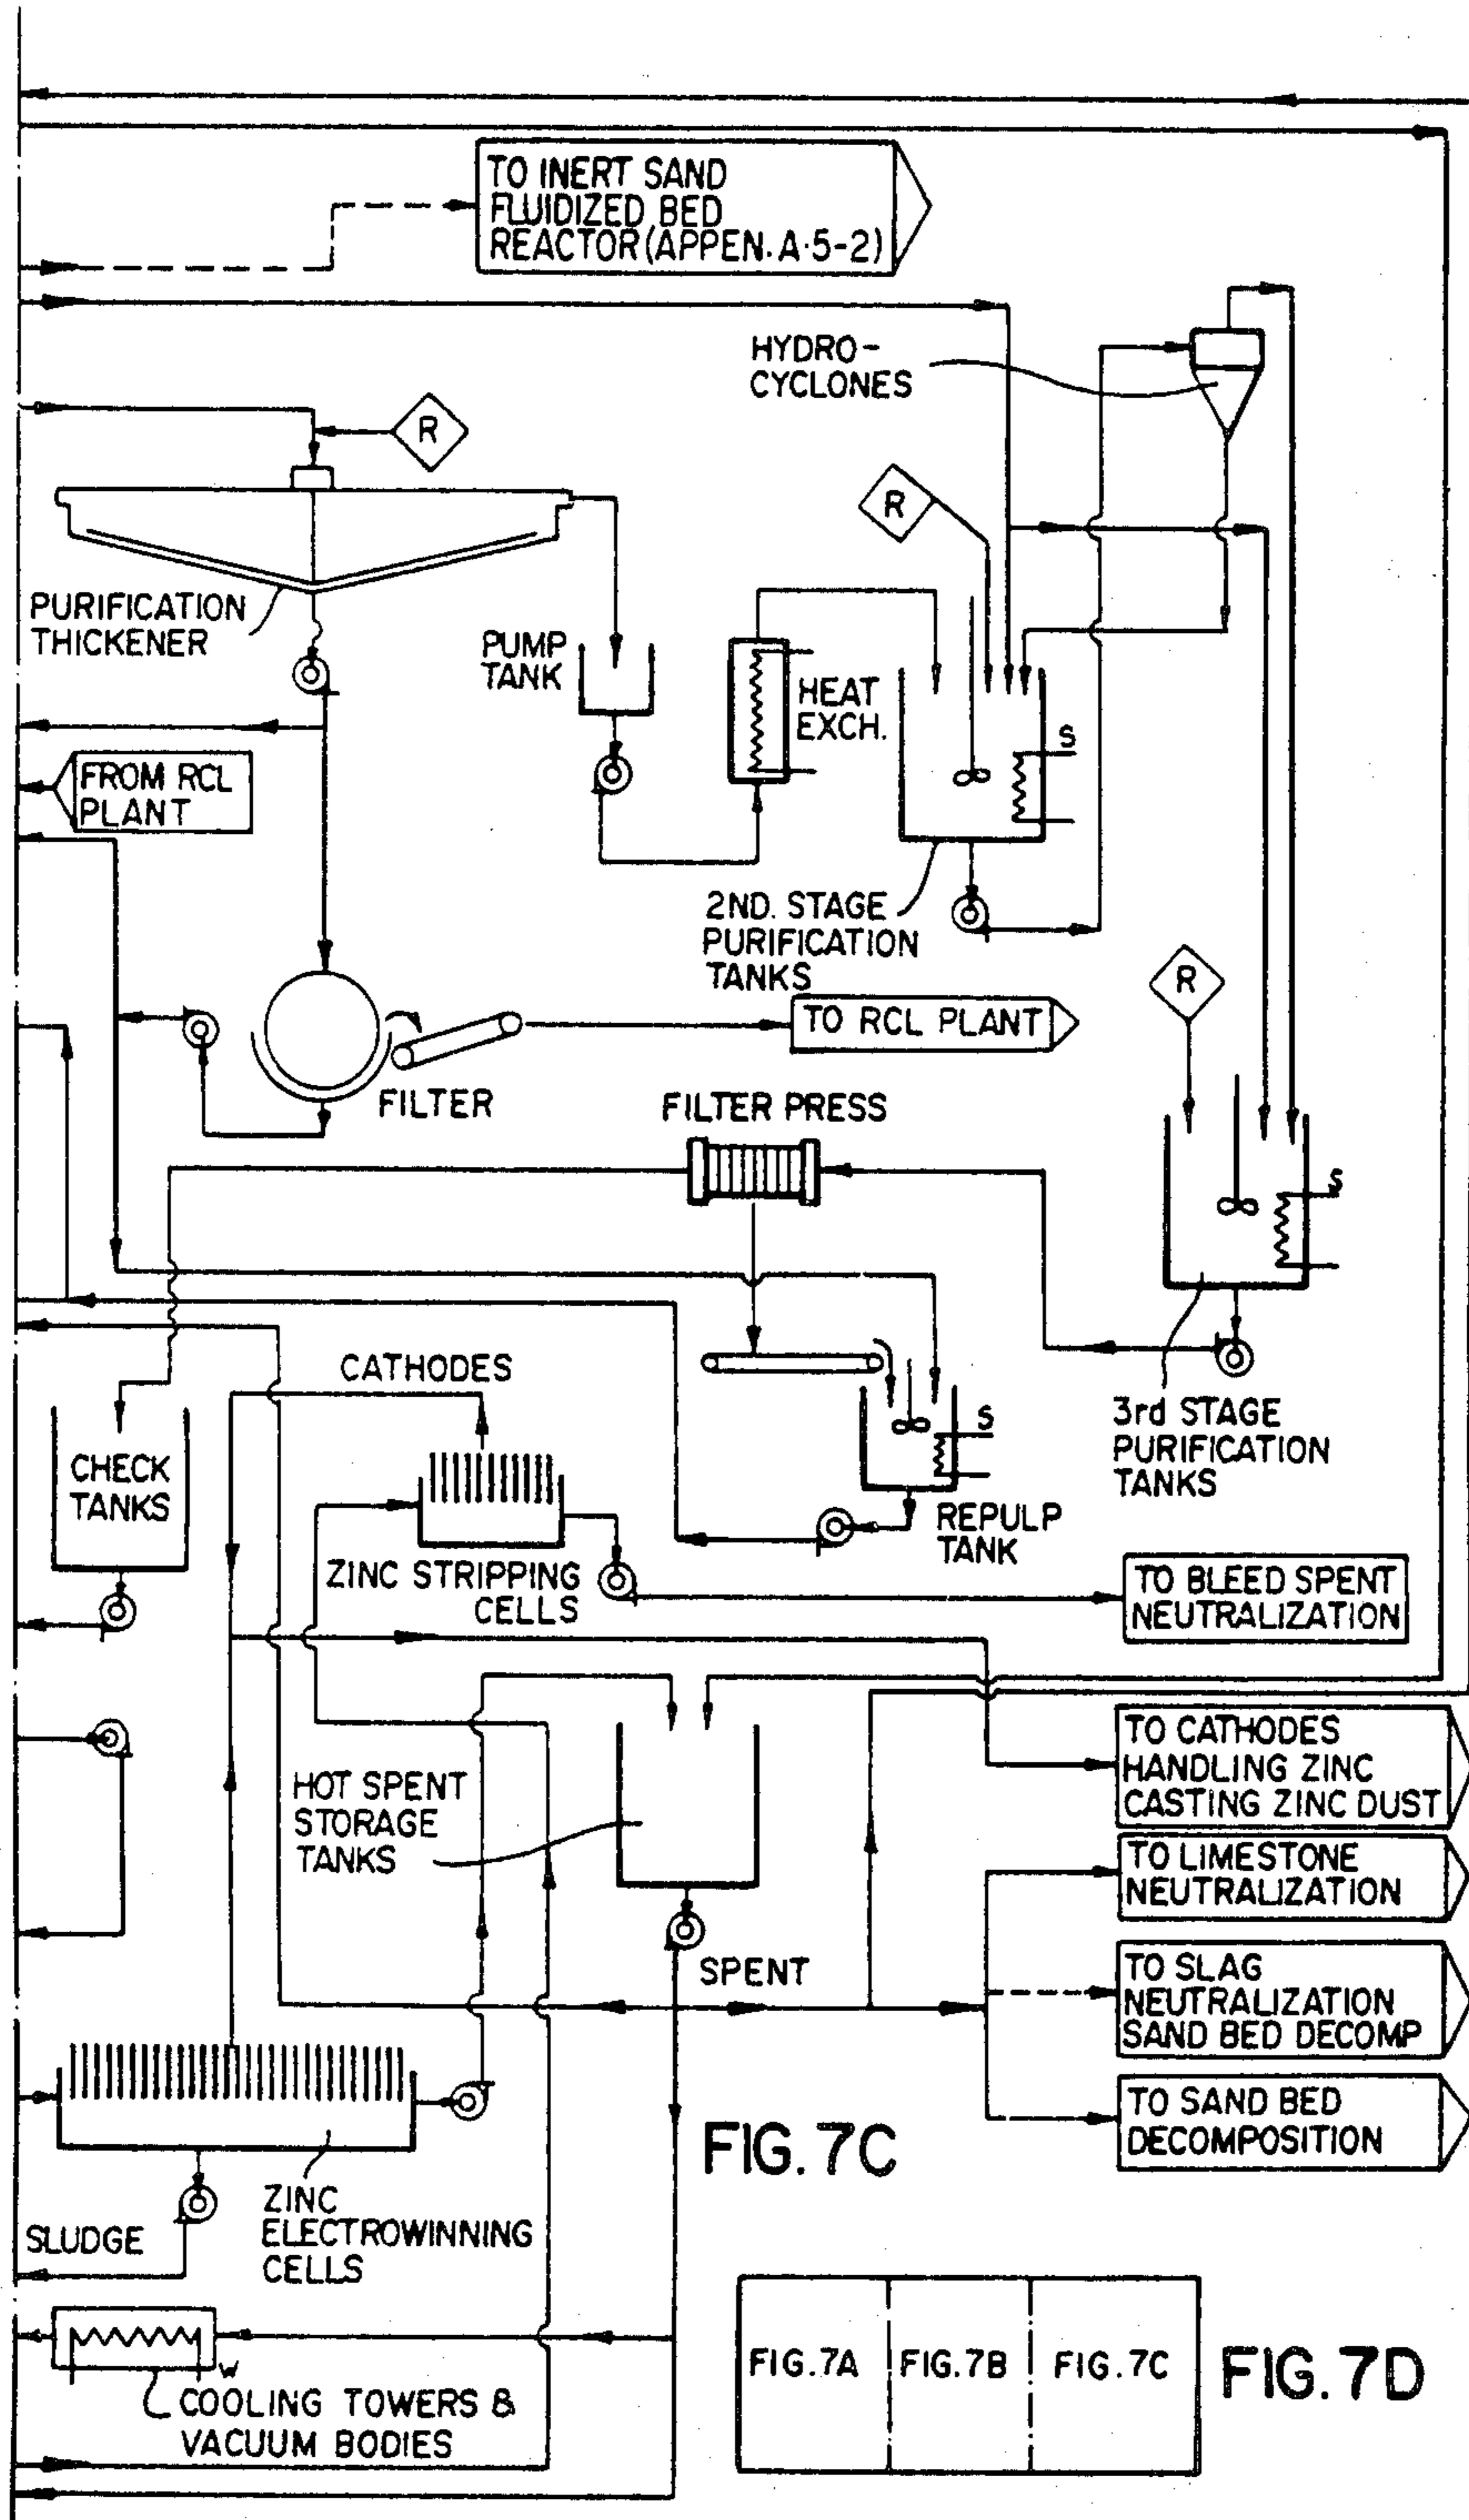 TO INERT SAND
FLUIDIZED BED
REACTOR (APPEN. A·5-2)
HYDRO-
CYCLONES
R
R
PURIFICATION
THICKENER
PUMP
TANK
HEAT
EXCH.
S
FROM RCL
PLANT
2ND. STAGE
PURIFICATION
TANKS
R
TO RCL PLANT
FILTER
FILTER PRESS
S
CATHODES
3rd STAGE
PURIFICATION
TANKS
CHECK
TANKS
S
REPULP
TANK
ZINC STRIPPING
CELLS
TO BLEED SPENT
NEUTRALIZATION
TO CATHODES
HANDLING ZINC
CASTING ZINC DUST
HOT SPENT
STORAGE
TANKS
TO LIMESTONE
NEUTRALIZATION
SPENT
TO SLAG
NEUTRALIZATION
SAND BED DECOMP
TO SAND BED
DECOMPOSITION
FIG. 7C
ZINC
ELECTROWINNING
CELLS
SLUDGE
W
COOLING TOWERS &
VACUUM BODIES
FIG. 7A FIG. 7B FIG. 7C
FIG. 7D